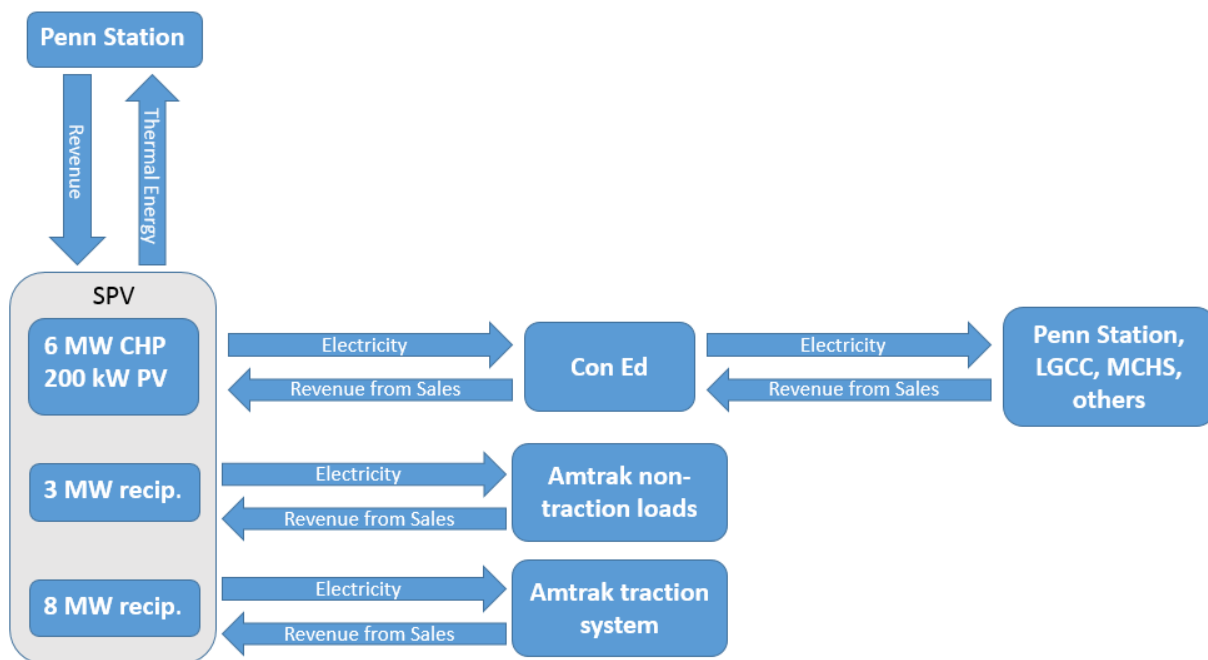 Penn Station
Revenue
Thermal Energy
SPV
6 MW CHP
200 kW PV
Electricity
Revenue from Sales
Con Ed
Electricity
Revenue from Sales
Penn Station,
LGCC, MCHS,
others
3 MW recip.
Electricity
Revenue from Sales
Amtrak non-
traction loads
8 MW recip.
Electricity
Revenue from Sales
Amtrak traction
system